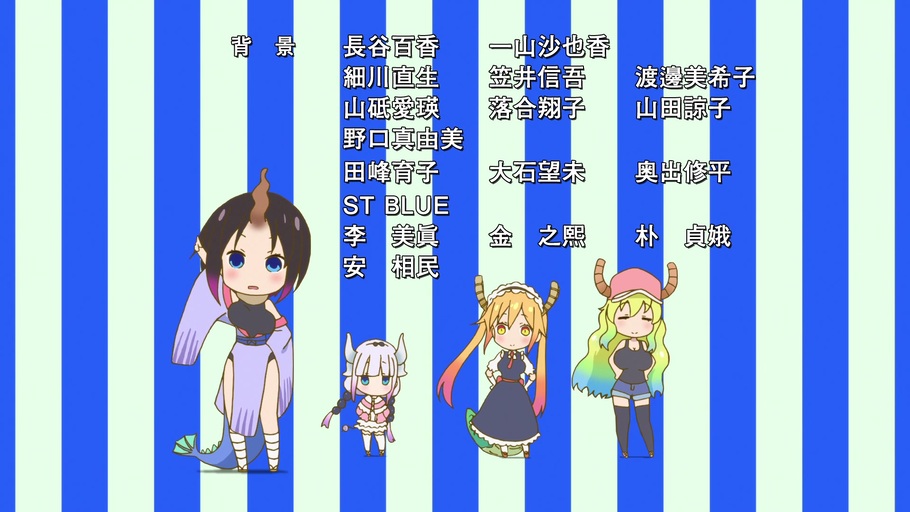 背　景　長谷百香　一山沙也香
細川直生　笠井信吾　渡邊美希子
山砥愛瑛　落合翔子　山田諒子
野口真由美
田峰育子　大石望未　奥出修平
ST BLUE
李　美眞　金　之熙　朴　貞娥
安　相民